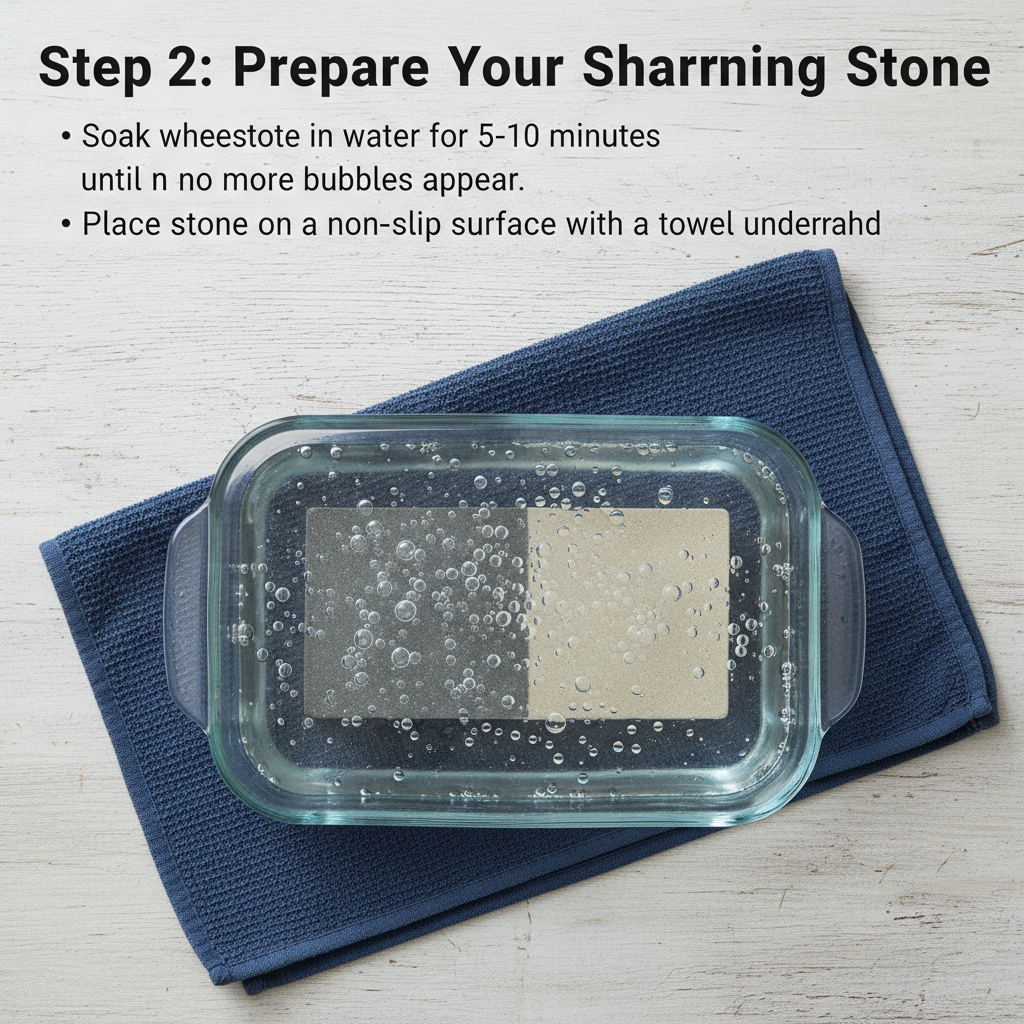 Step 2: Prepare Your Sharrning Stone
• Soak wheestote in water for 5-10 minutes
until n no more bubbles appear.
• Place stone on a non-slip surface with a towel underrahd